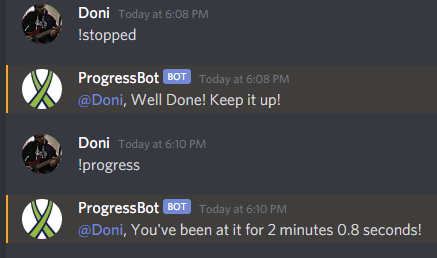 Doni Today at 6:08 PM
!stopped
ProgressBot BOT Today at 6:08 PM
@Doni, Well Done! Keep it up!
Doni Today at 6:10 PM
!progress
ProgressBot BOT Today at 6:10 PM
@Doni, You've been at it for 2 minutes 0.8 seconds!